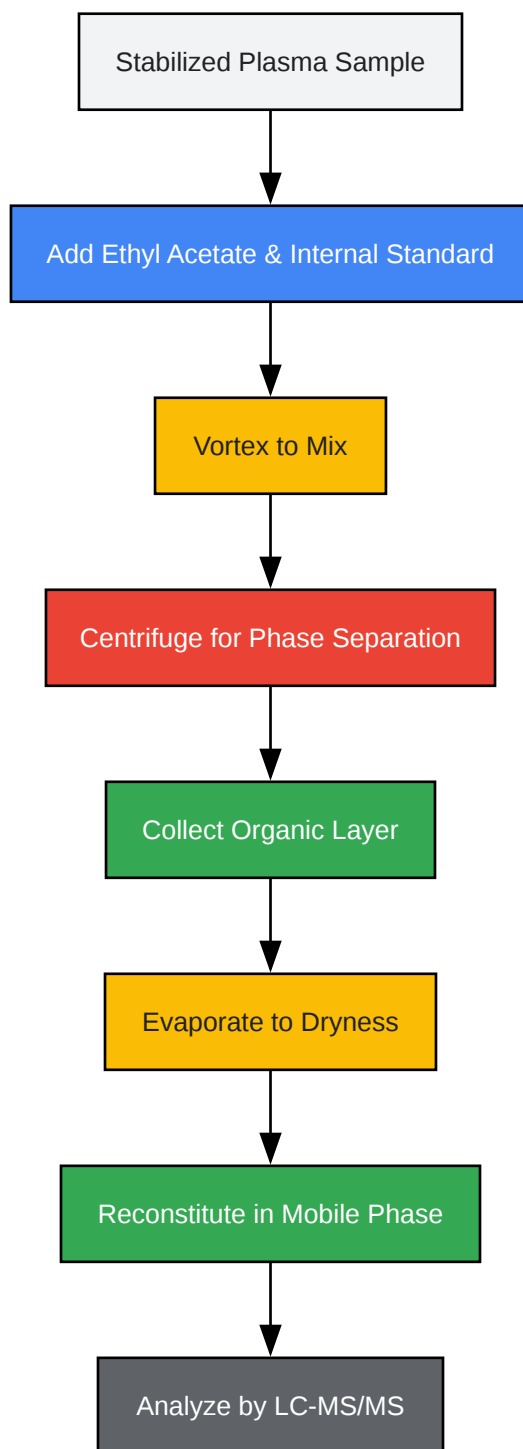 Stabilized Plasma Sample
Add Ethyl Acetate & Internal Standard
Vortex to Mix
Centrifuge for Phase Separation
Collect Organic Layer
Evaporate to Dryness
Reconstitute in Mobile Phase
Analyze by LC-MS/MS